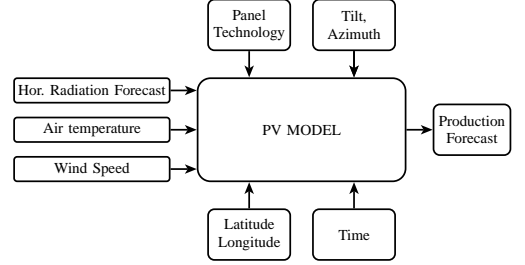 Panel
Technology
Tilt,
Azimuth
Hor. Radiation Forecast
Air temperature
Wind Speed
PV MODEL
Production
Forecast
Latitude
Longitude
Time